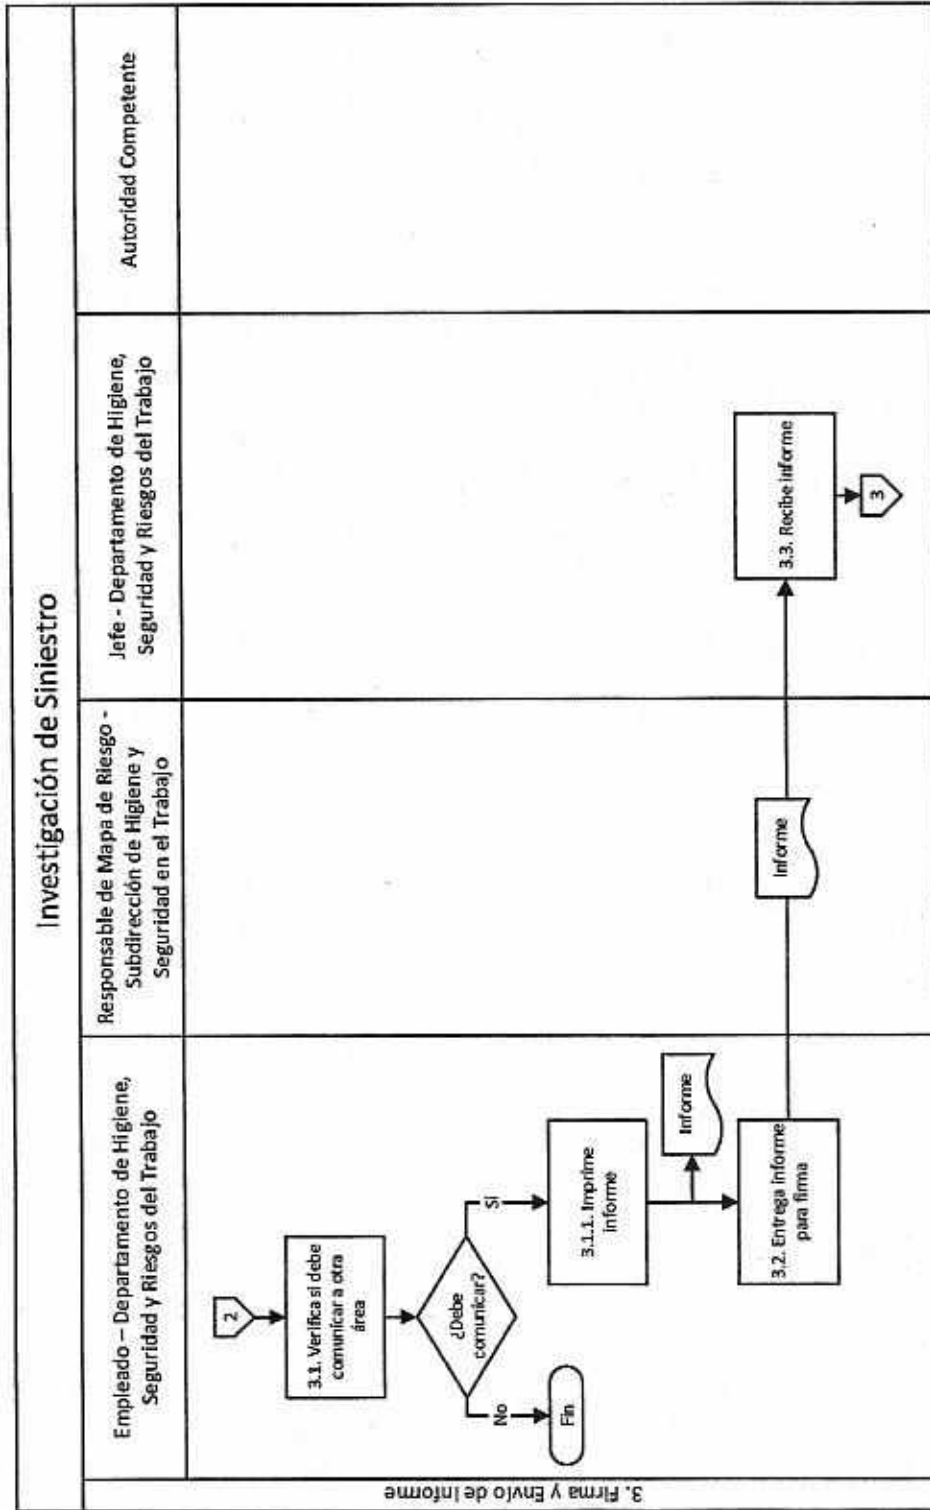 Investigación de Siniestro
Empleado – Departamento de Higiene,
Seguridad y Riesgos del Trabajo
Responsable de Mapa de Riesgo -
Subdirección de Higiene y
Seguridad en el Trabajo
Jefe - Departamento de Higiene,
Seguridad y Riesgos del Trabajo
Autoridad Competente
3. Firma y Envío de Informe
2
3.1. Verifica si debe
comunicar a otra
área
¿Debe
comunicar?
No
Sí
Fin
3.1.1. Imprime
informe
Informe
3.2. Entrega informe
para firma
Informe
3.3. Recibe informe
3